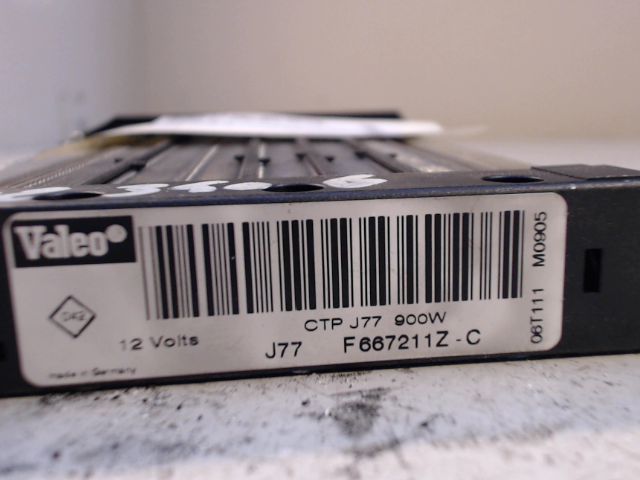 Valeo®
12 Volts
CTP J77 900W
J77 F667211Z-C
made in Germany
06T111 M0905